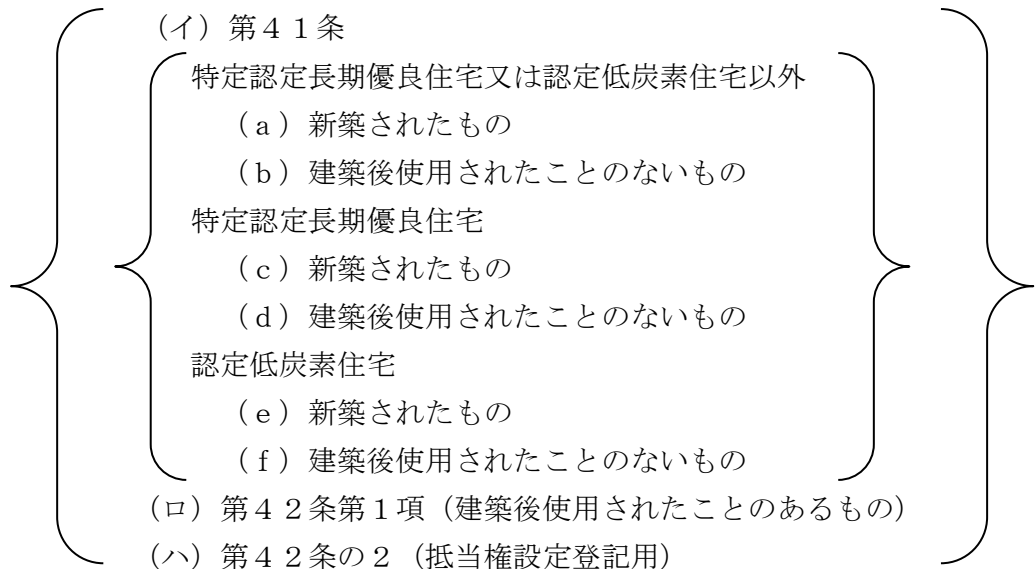 （イ）第４１条
特定認定長期優良住宅又は認定低炭素住宅以外
（ａ）新築されたもの
（ｂ）建築後使用されたことのないもの
特定認定長期優良住宅
（ｃ）新築されたもの
（ｄ）建築後使用されたことのないもの
認定低炭素住宅
（ｅ）新築されたもの
（ｆ）建築後使用されたことのないもの
（ロ）第４２条第１項（建築後使用されたことのあるもの）
（ハ）第４２条の２（抵当権設定登記用）